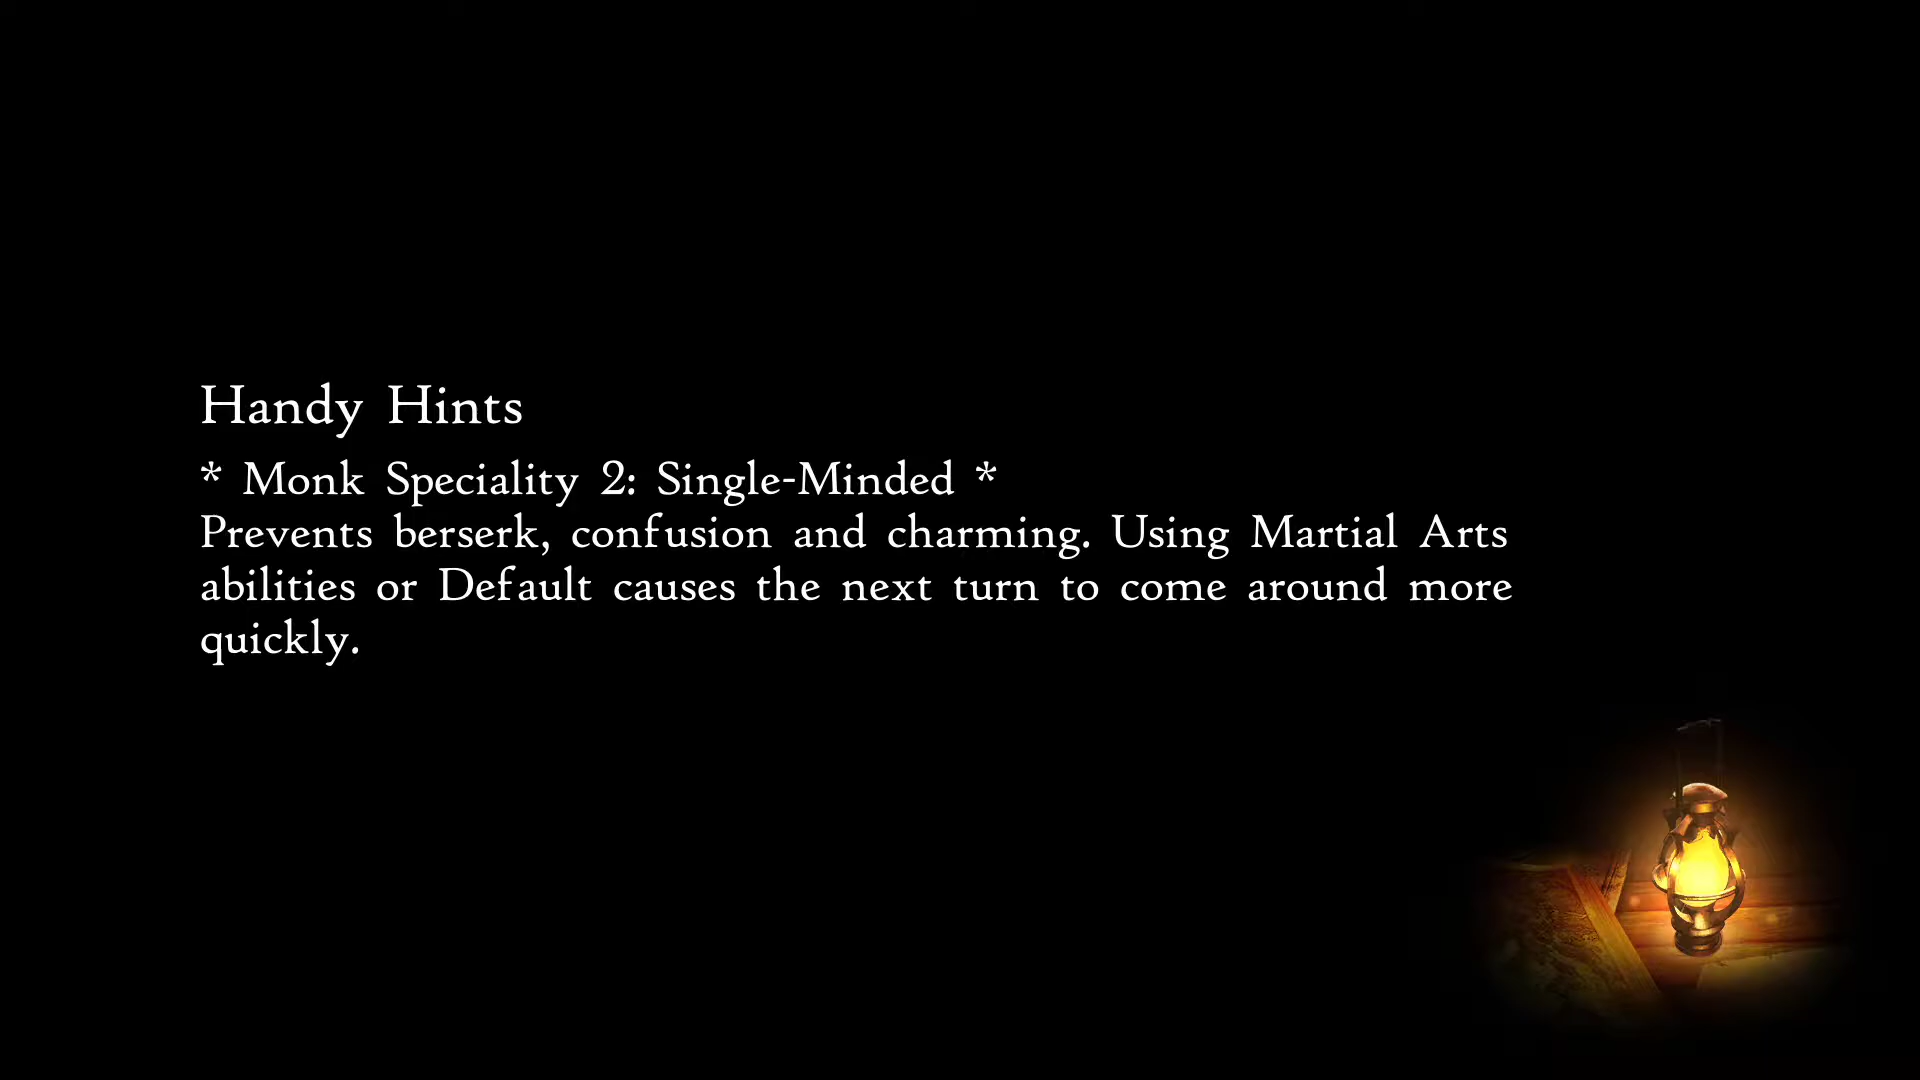 Handy Hints
* Monk Speciality 2: Single-Minded *
Prevents berserk, confusion and charming. Using Martial Arts
abilities or Default causes the next turn to come around more
quickly.